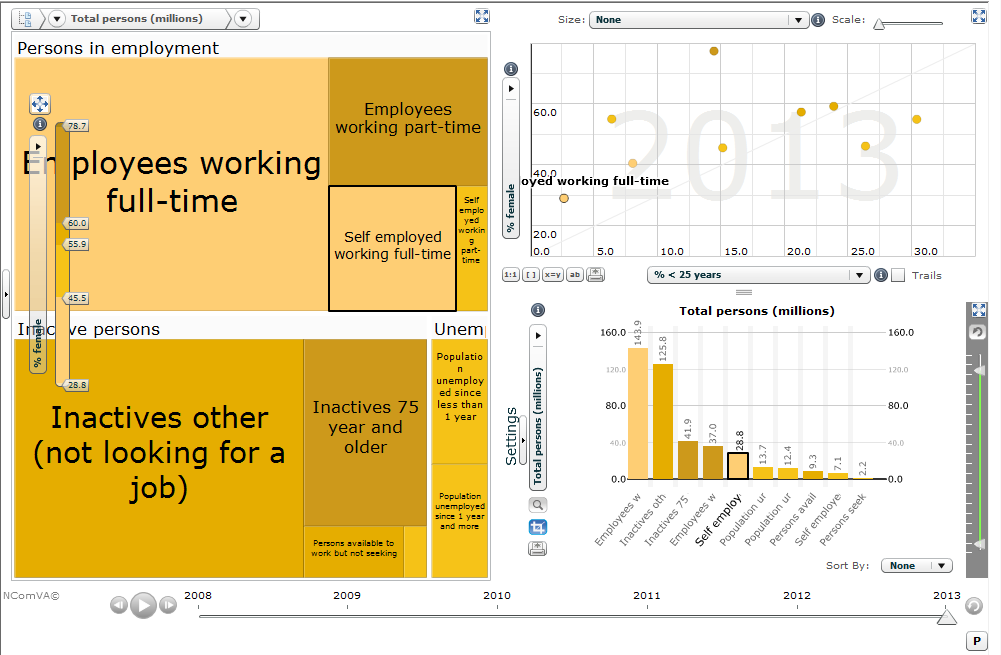 Total persons (millions)
Persons in employment
Employees working
full-time
Employees
working part-time
Self employed
working full-time
Self
emplo
yed
workin
g
part-
time
78.7
60.0
55.9
45.5
28.8
% female
Inactive persons
Inactives other
(not looking for a
job)
Inactives 75
year and
older
Persons available to
work but not seeking
Unem
Populatio
n
unemploy
ed since
less than
1 year
Population
unemployed
since 1 year
and more
Size: None
Scale:
2013
60.0
40.0
20.0
% female
oyed working full-time
0.0 5.0 10.0 15.0 20.0 25.0 30.0
1:1 [ ] x=y ab
% < 25 years
Trails
Total persons (millions)
Settings
Total persons (millions)
160.0
120.0
80.0
40.0
0.0
143.9
125.8
41.9
37.0
28.8
13.7
12.4
9.3
7.1
2.2
160.0
120.0
80.0
40.0
0.0
Employees w
Inactives oth
Inactives 75
Employees w
Self employ
Population ur
Population ur
Persons avail
Self employe
Persons seek
Sort By: None
NComVA©
2008 2009 2010 2011 2012 2013
P